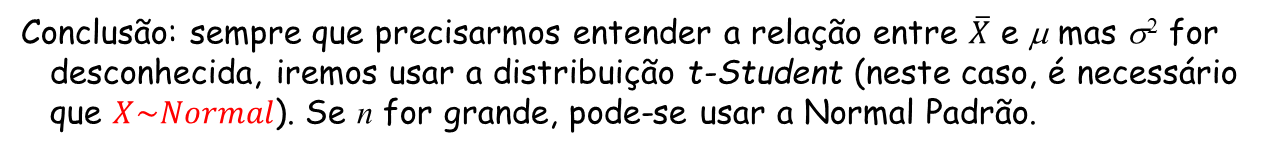 Conclusão: sempre que precisarmos entender a relação entre X̄ e μ mas σ² for
desconhecida, iremos usar a distribuição t-Student (neste caso, é necessário
que X~Normal). Se n for grande, pode-se usar a Normal Padrão.